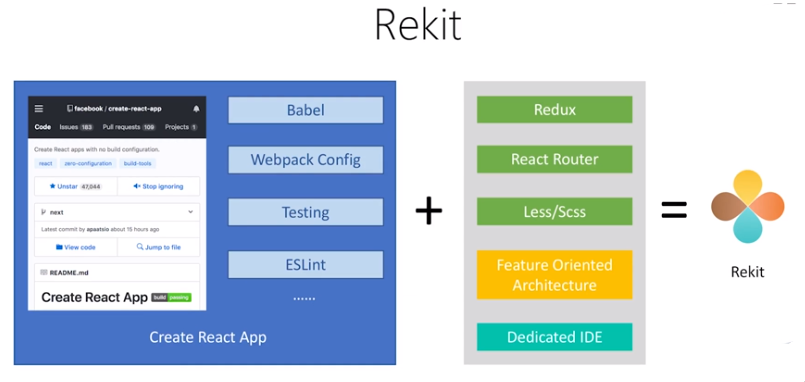 Rekit
facebook / create-react-app
Code Issues 183 Pull requests 109 Projects 1
Create React apps with no build configuration.
react zero-configuration build-tools
Unstar 47,044 Stop ignoring
next
Latest commit by apaatsio about 15 hours ago
View code Jump to file
README.md
Create React App build passing
Babel
Webpack Config
Testing
ESLint
......
Create React App
+
Redux
React Router
Less/Scss
Feature Oriented
Architecture
Dedicated IDE
=
Rekit